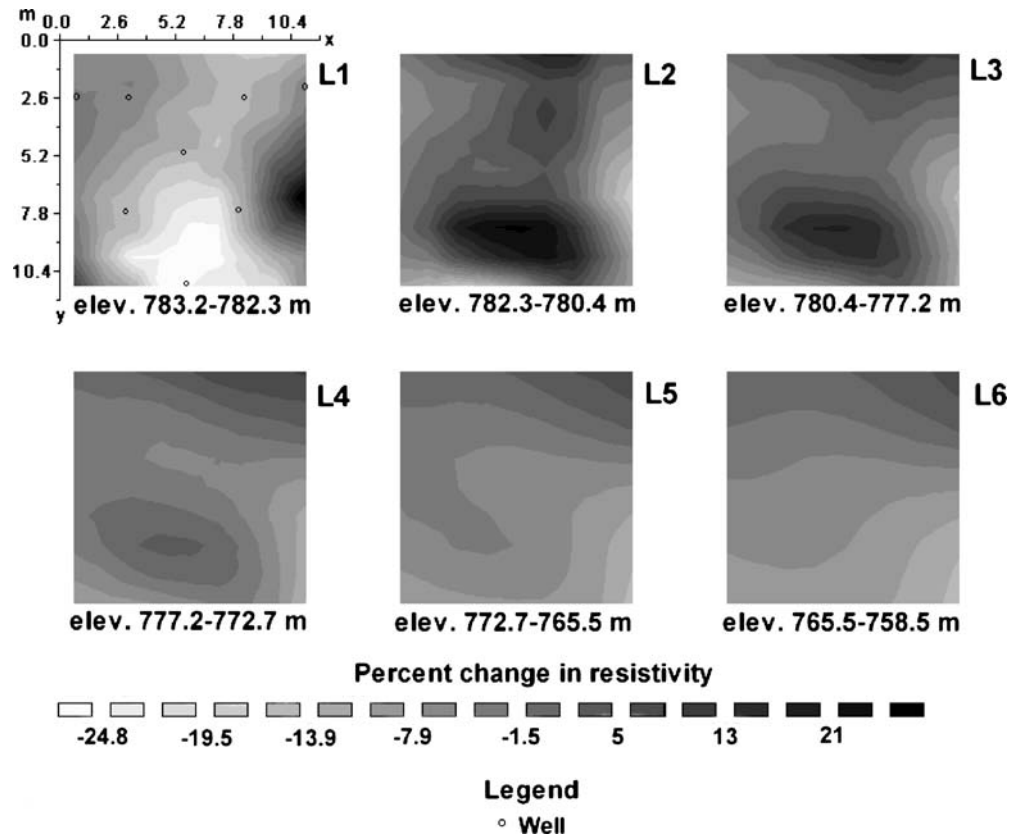 m 0.0 2.6 5.2 7.8 10.4 x
0.0
2.6
5.2
7.8
10.4
y
L1
L2
L3
elev. 783.2-782.3 m
elev. 782.3-780.4 m
elev. 780.4-777.2 m
L4
L5
L6
elev. 777.2-772.7 m
elev. 772.7-765.5 m
elev. 765.5-758.5 m
Percent change in resistivity
-24.8 -19.5 -13.9 -7.9 -1.5 5 13 21
Legend
Well